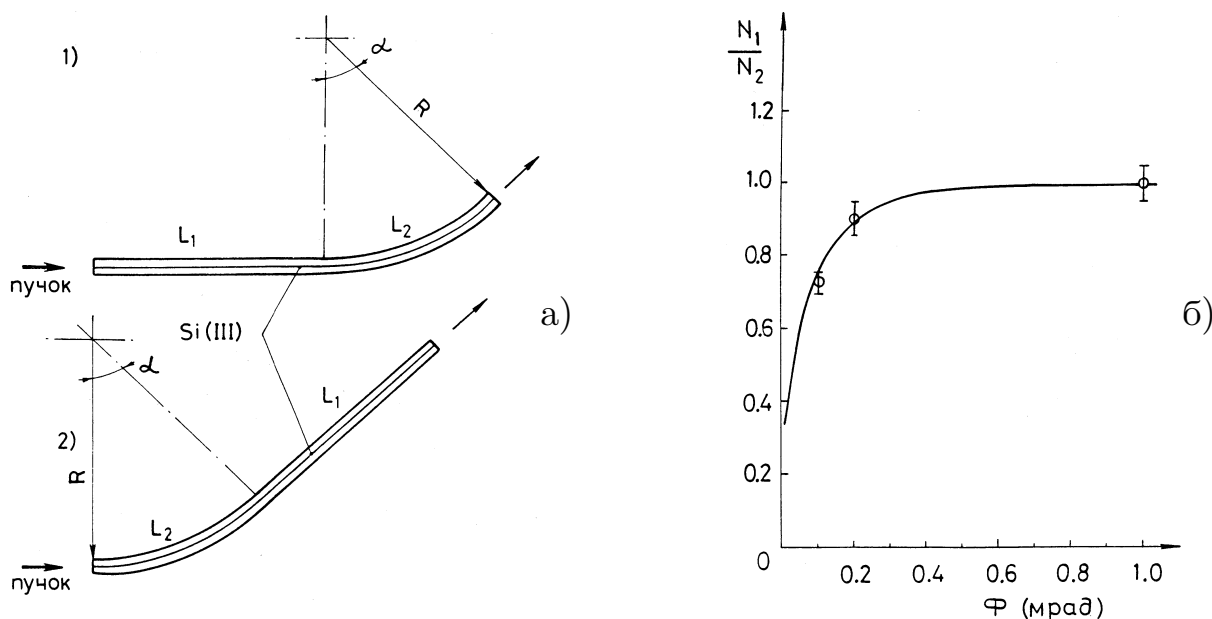 1)
α
R
L₁
L₂
пучок
Si(III)
а)
2)
α
R
L₁
L₂
пучок
N₁
N₂
1.2
1.0
0.8
0.6
0.4
0.2
0
0.2
0.4
0.6
0.8
1.0
Ф (мрад)
б)